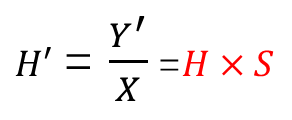 H′ = Y′/X = H × S